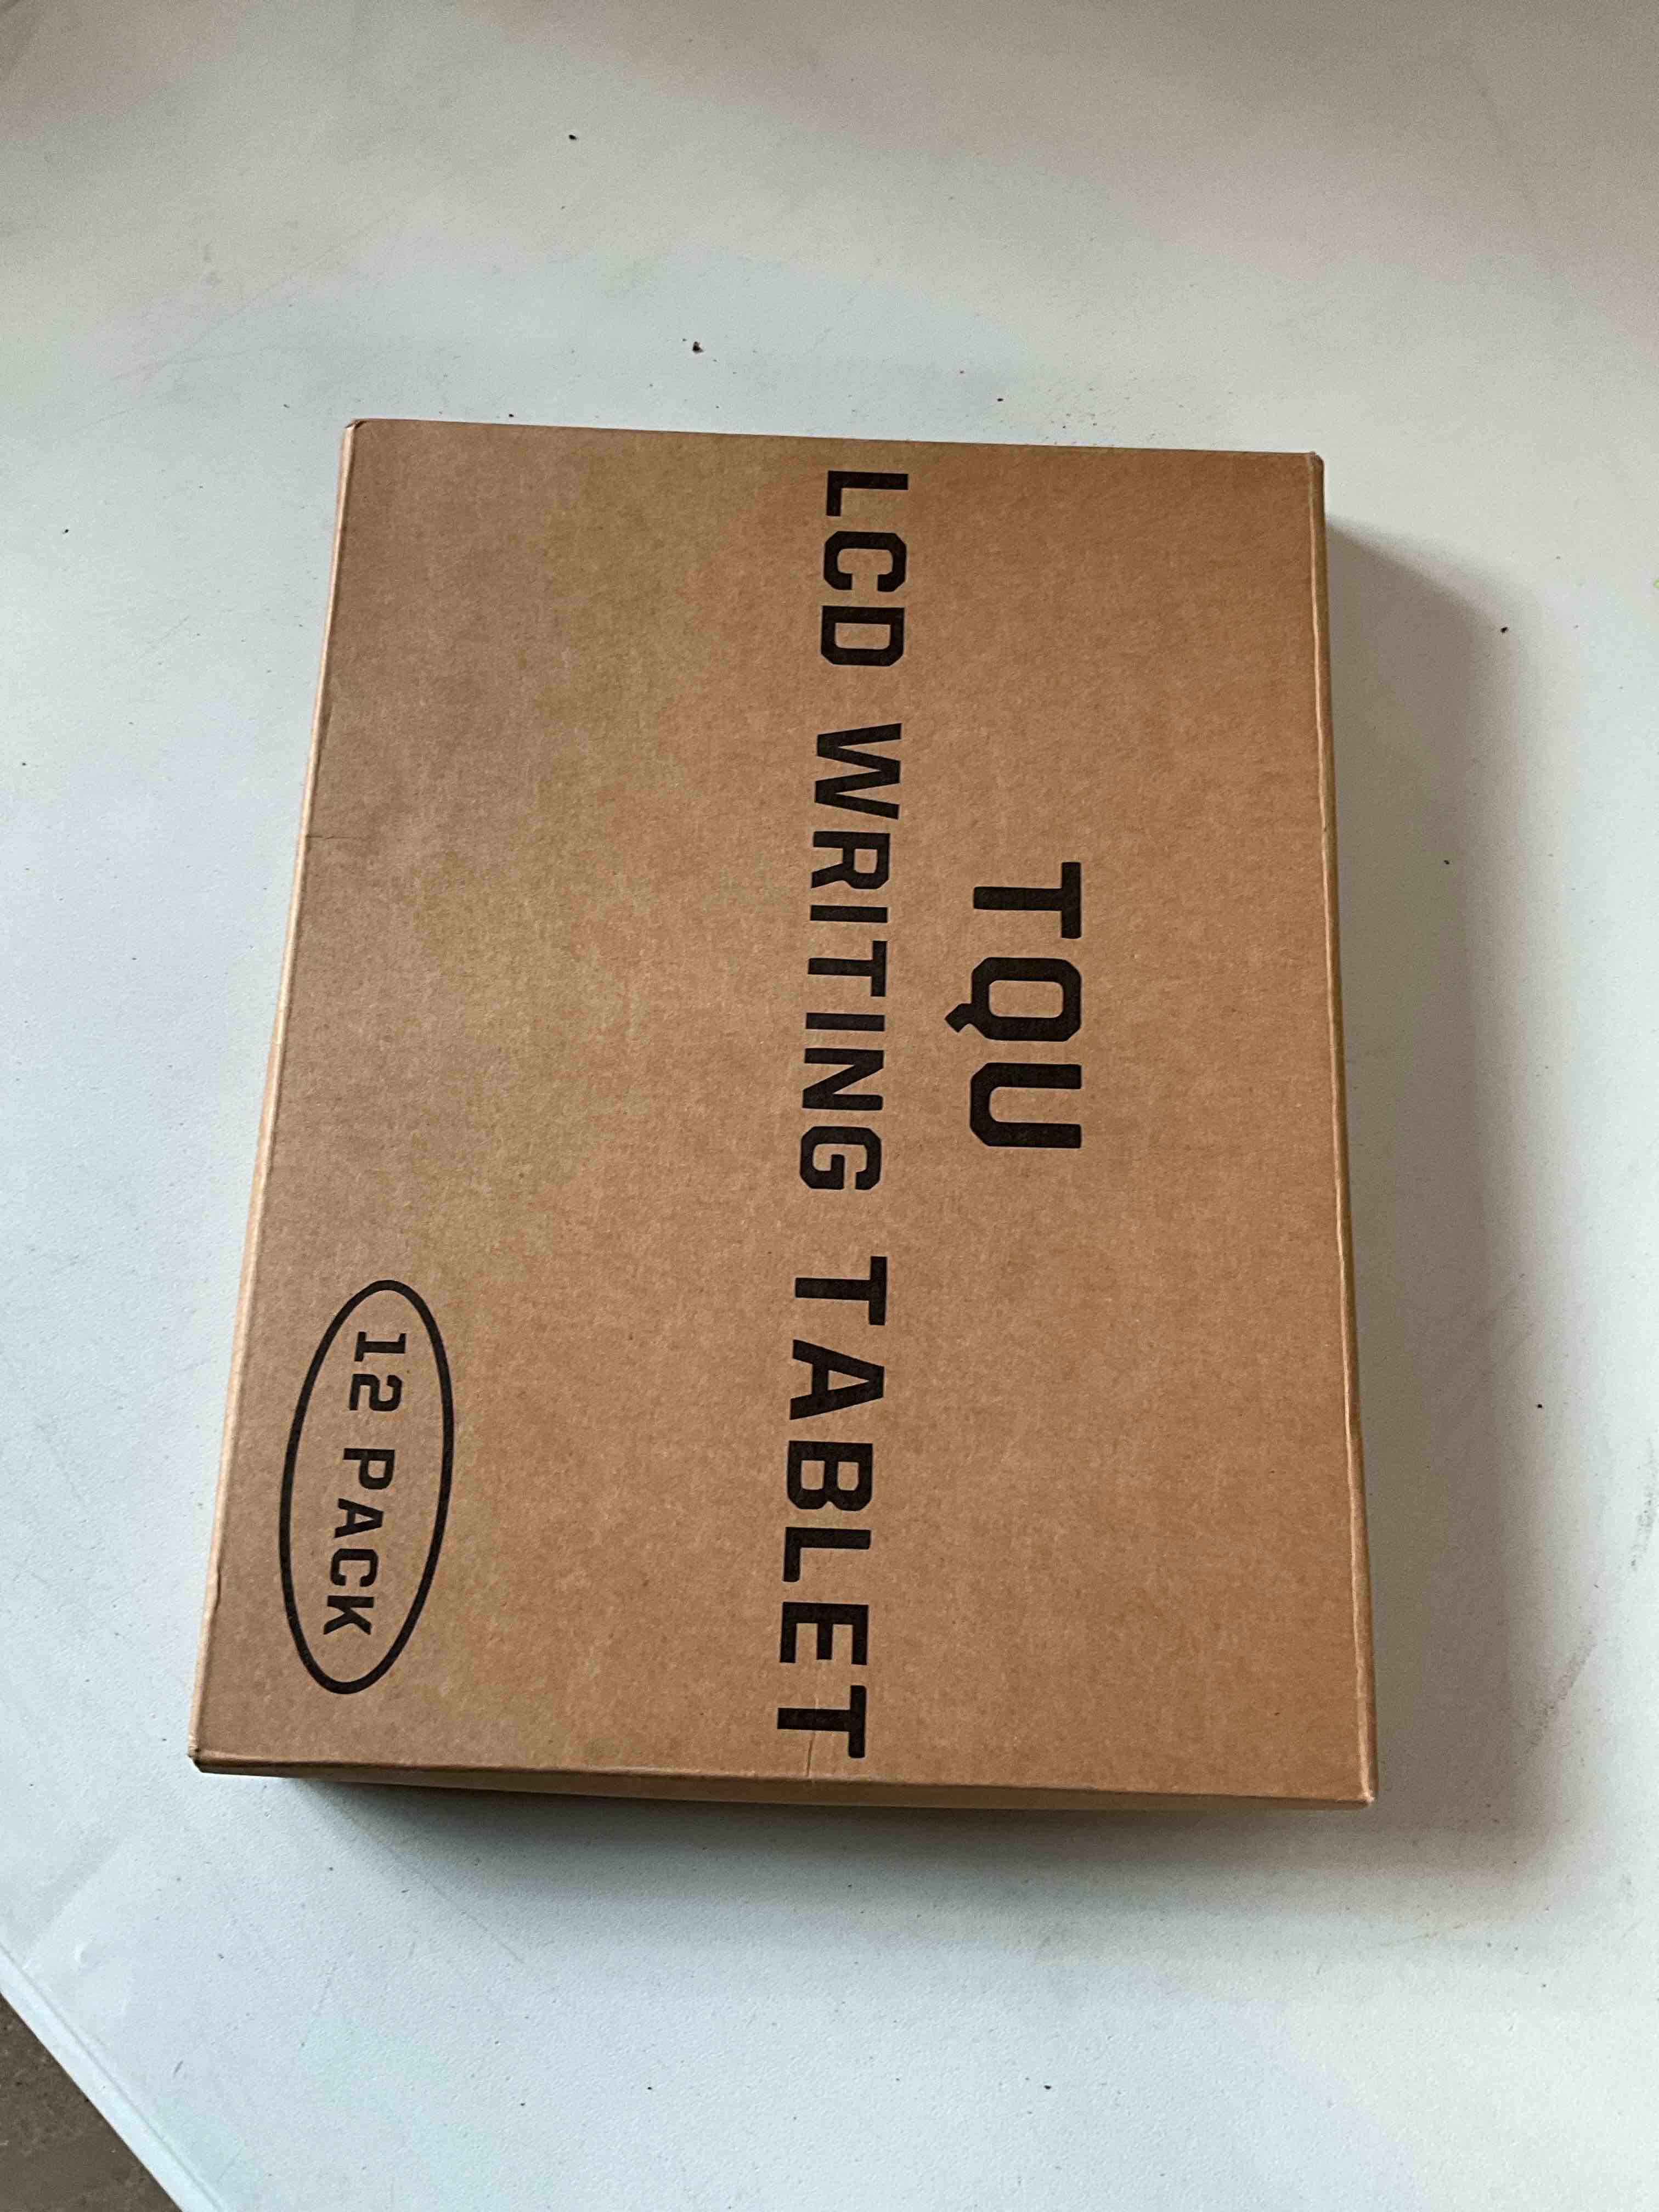 TQU
LCD WRITING TABLET
12 PACK